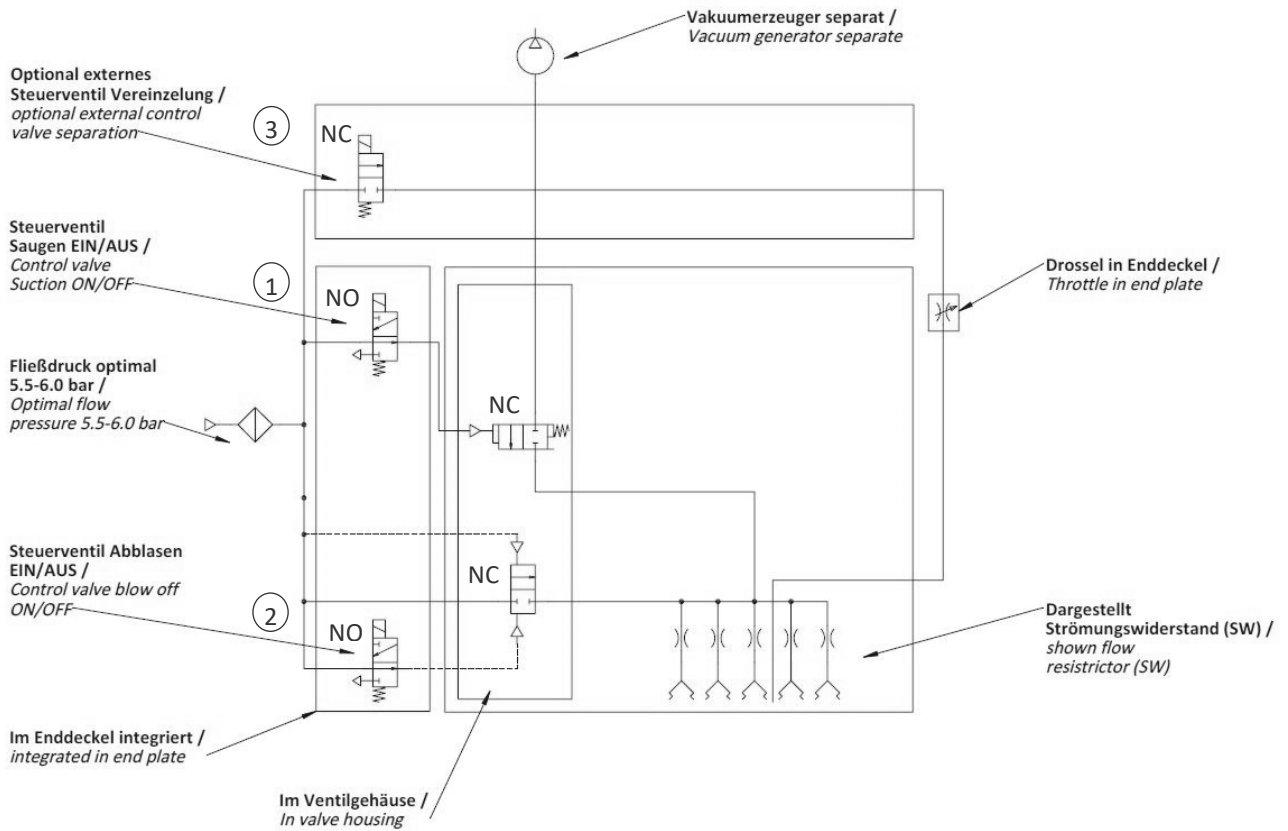 Vakuumerzeuger separat /
Vacuum generator separate
Optional externes
Steuerventil Vereinzelung /
optional external control
valve separation
3
NC
Steuerventil
Saugen EIN/AUS /
Control valve
Suction ON/OFF
1
NO
Drossel in Enddeckel /
Throttle in end plate
Fließdruck optimal
5.5-6.0 bar /
Optimal flow
pressure 5.5-6.0 bar
NC
Steuerventil Abblasen
EIN/AUS /
Control valve blow off
ON/OFF
NC
2
NO
Dargestellt
Strömungswiderstand (SW) /
shown flow
resistrictor (SW)
Im Enddeckel integriert /
integrated in end plate
Im Ventilgehäuse /
In valve housing